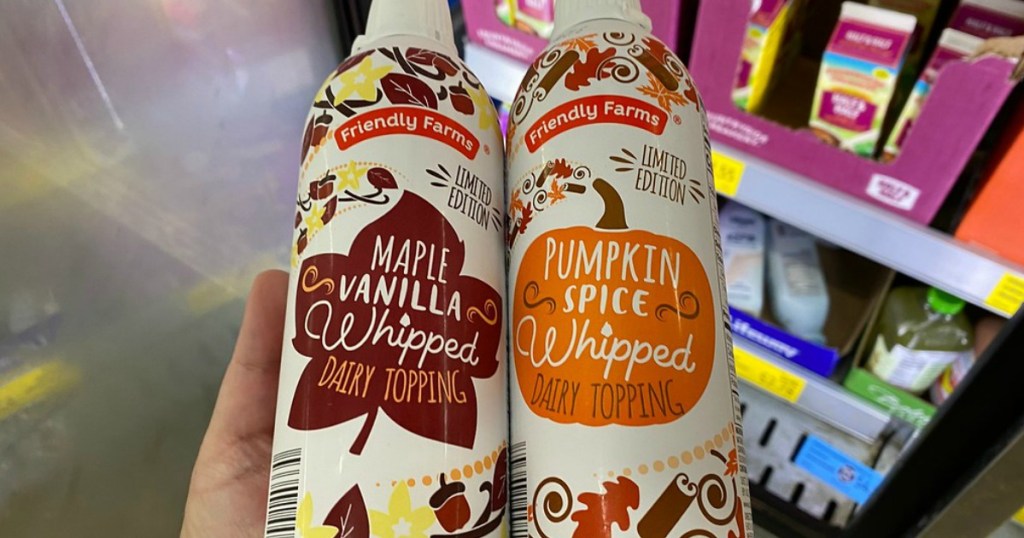 Friendly Farms®
LIMITED
EDITION
MAPLE
VANILLA
Whipped
DAIRY TOPPING
Friendly Farms®
LIMITED
EDITION
PUMPKIN
SPICE
Whipped
DAIRY TOPPING